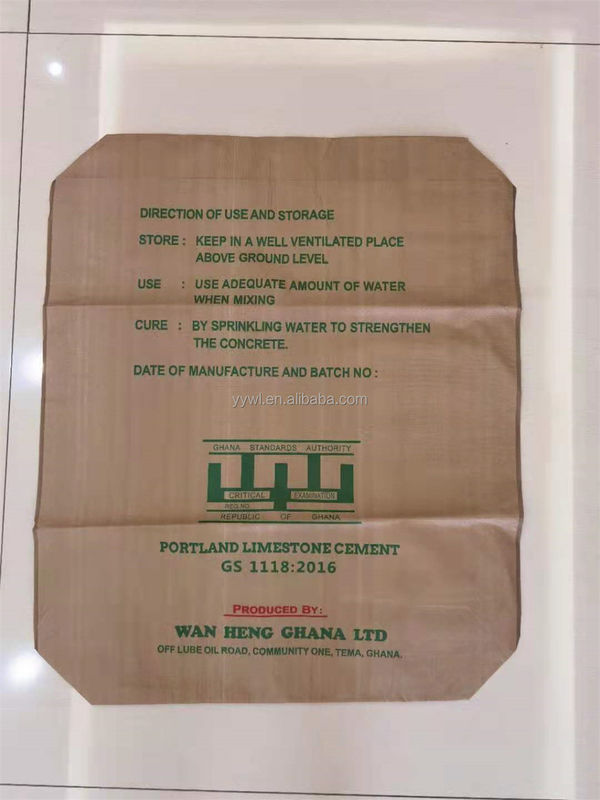 DIRECTION OF USE AND STORAGE
STORE : KEEP IN A WELL VENTILATED PLACE
ABOVE GROUND LEVEL
USE : USE ADEQUATE AMOUNT OF WATER
WHEN MIXING
CURE : BY SPRINKLING WATER TO STRENGTHEN
THE CONCRETE.
DATE OF MANUFACTURE AND BATCH NO :
yywl.en.alibaba.com
GHANA STANDARDS AUTHORITY
CRITICAL EXAMINATION
REG.NO.
REPUBLIC OF GHANA
PORTLAND LIMESTONE CEMENT
GS 1118:2016
PRODUCED BY:
WAN HENG GHANA LTD
OFF LUBE OIL ROAD, COMMUNITY ONE, TEMA, GHANA.